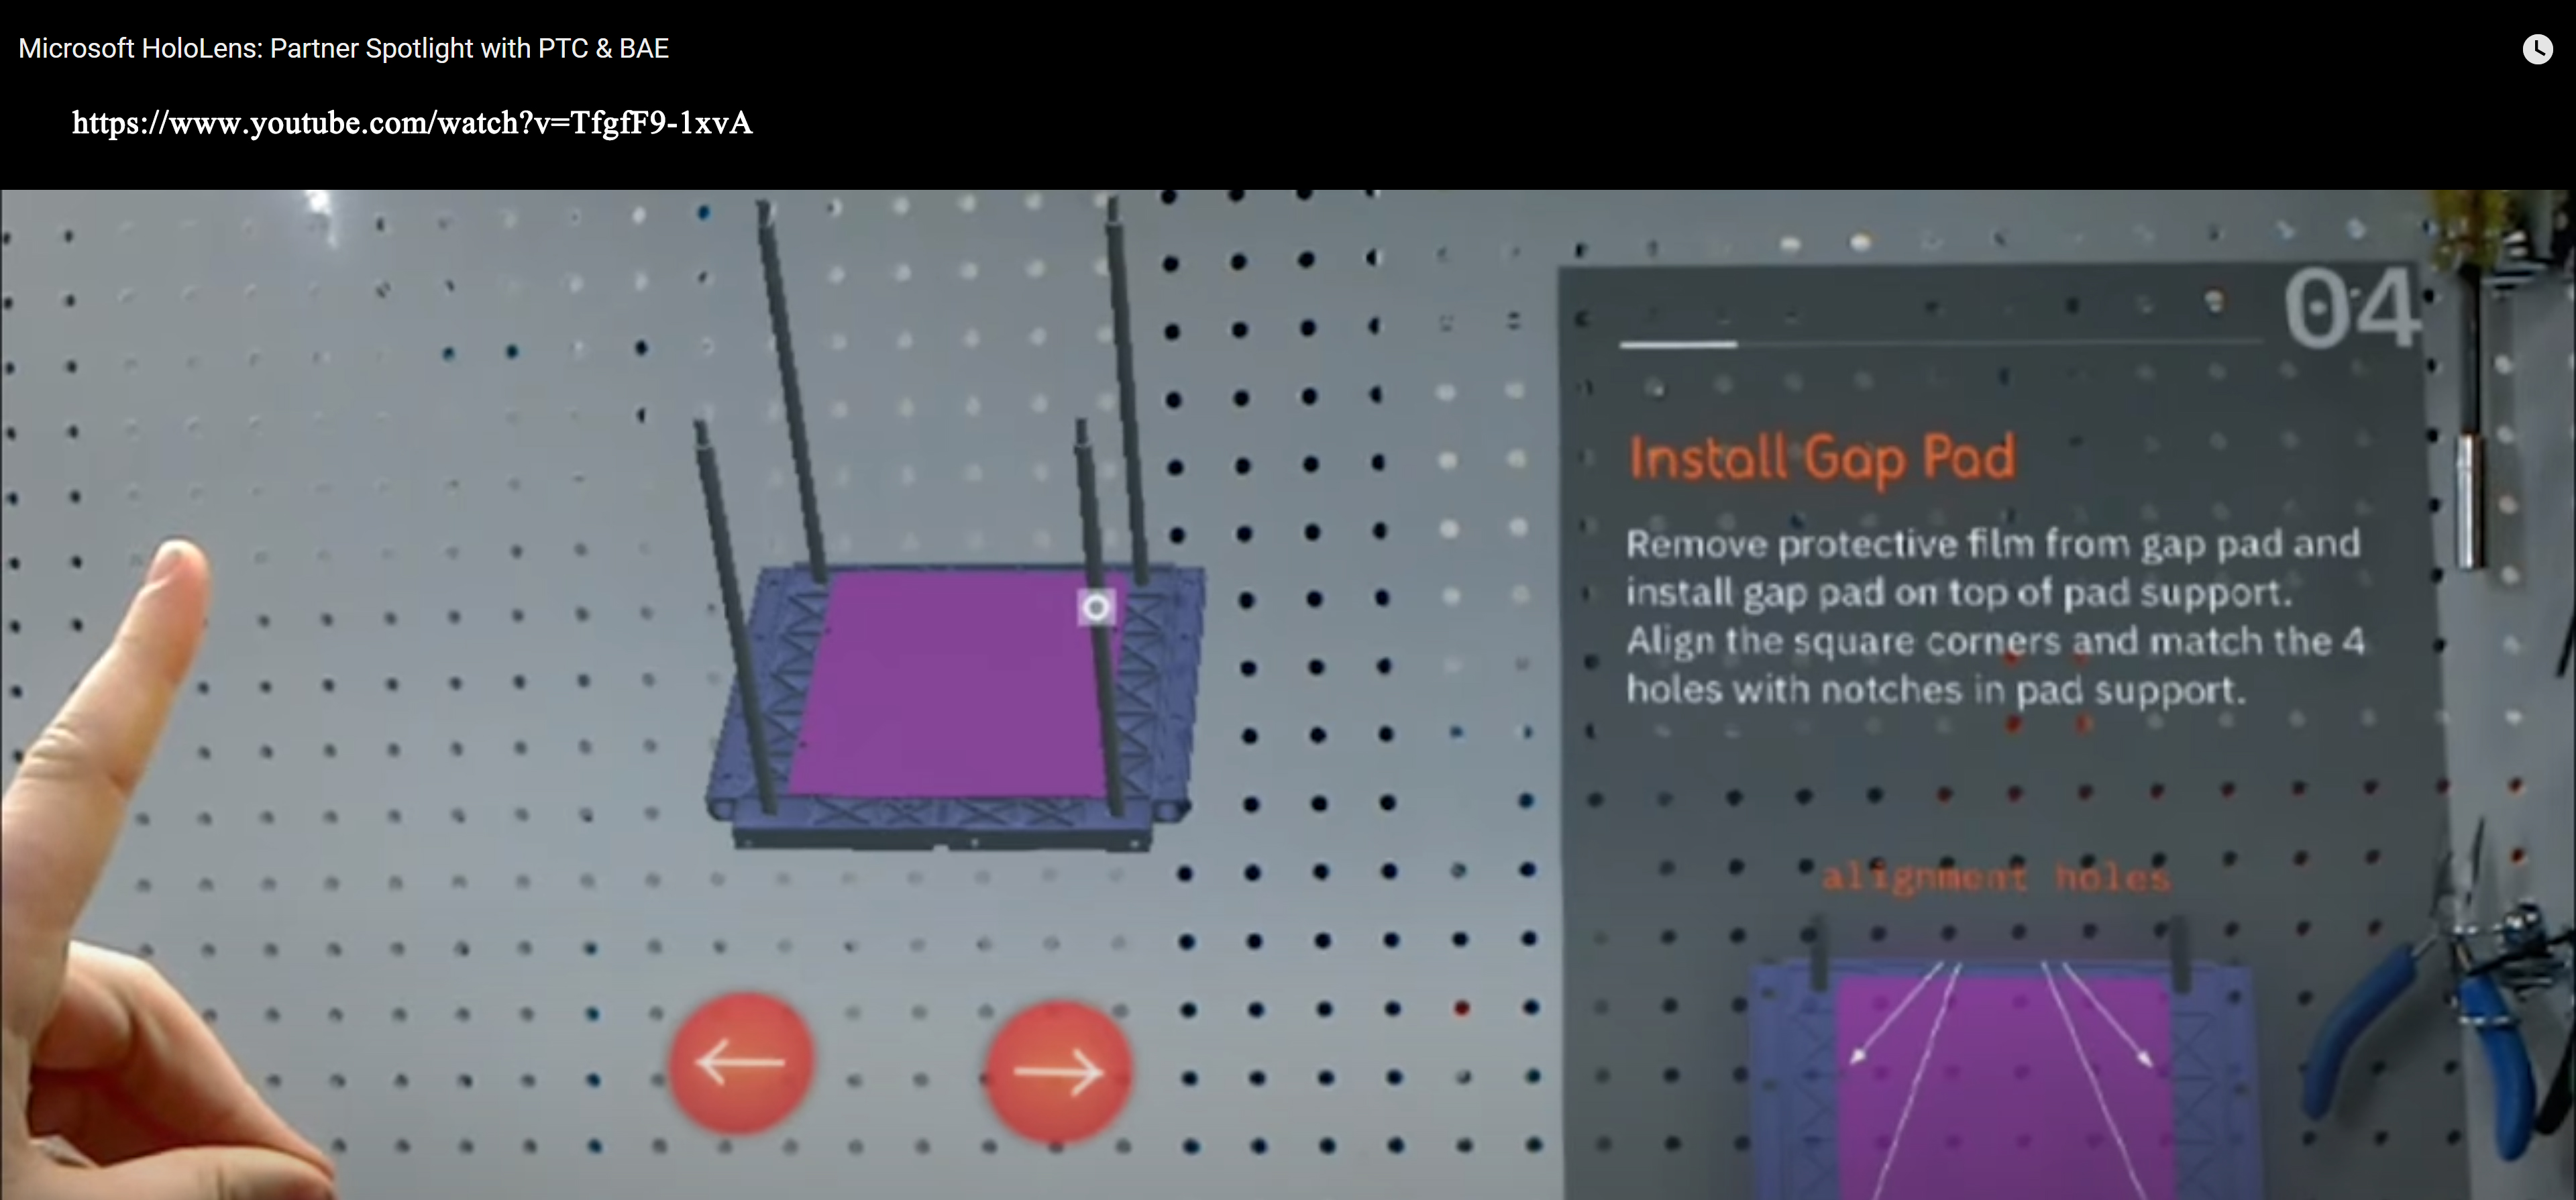 Microsoft HoloLens: Partner Spotlight with PTC & BAE
https://www.youtube.com/watch?v=TfgfF9-1xvA
04
Install Gap Pad
Remove protective film from gap pad and
install gap pad on top of pad support.
Align the square corners and match the 4
holes with notches in pad support.
alignment holes